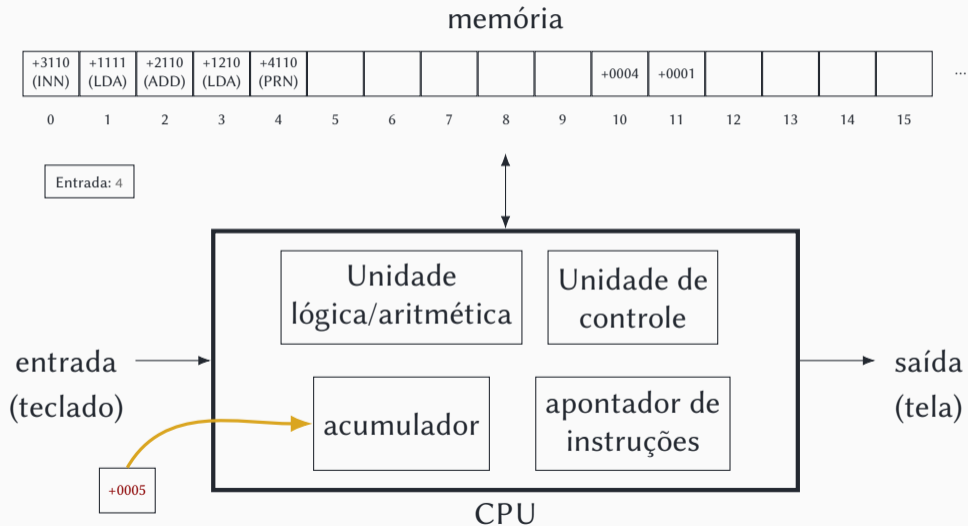 memória
+3110 +1111 +2110 +1210 +4110
(INN) (LDA) (ADD) (LDA) (PRN) +0004 +0001 ...
0 1 2 3 4 5 6 7 8 9 10 11 12 13 14 15
Entrada: 4
Unidade
lógica/aritmética
Unidade de
controle
entrada
(teclado)
saída
(tela)
acumulador
apontador de
instruções
+0005
CPU